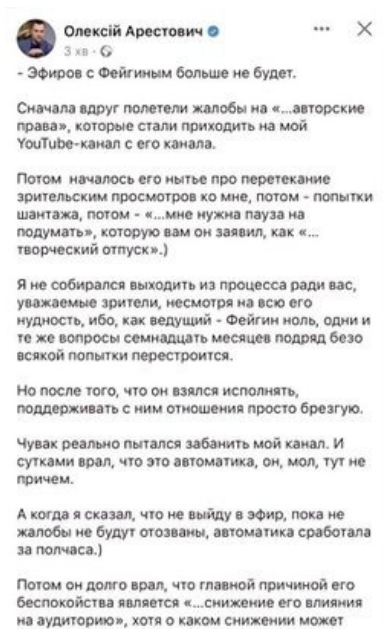 Олексій Арестович
3 хв ·
- Эфиров с Фейгиным больше не будет.
Сначала вдруг полетели жалобы на «...авторские
права», которые стали приходить на мой
YouTube-канал с его канала.
Потом началось его нытье про перетекание
зрительским просмотров ко мне, потом - попытки
шантажа, потом - «...мне нужна пауза на
подумать», которую вам он заявил, как «...
творческий отпуск».)
Я не собирался выходить из процесса ради вас,
уважаемые зрители, несмотря на всю его
нудность, ибо, как ведущий - Фейгин ноль, одни и
те же вопросы семнадцать месяцев подряд безо
всякой попытки перестроится.
Но после того, что он взялся исполнять,
поддерживать с ним отношения просто брезгую.
Чувак реально пытался забанить мой канал. И
сутками врал, что это автоматика, он, мол, тут не
причем.
А когда я сказал, что не выйду в эфир, пока не
жалобы не будут отозваны, автоматика сработала
за полчаса.)
Потом он долго врал, что главной причиной его
беспокойства является «...снижение его влияния
на аудиторию», хотя о каком снижении может